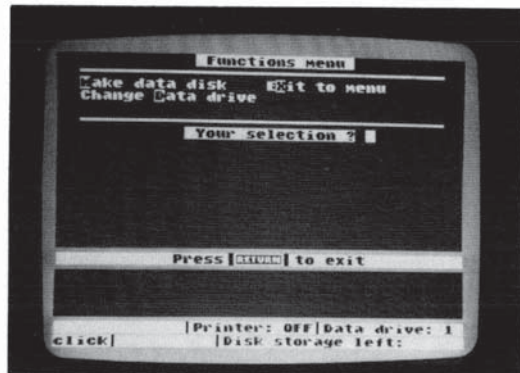 Functions menu
Make data disk EXit to menu
Change Data drive
Your selection ?
Press RETURN to exit
|Printer: OFF|Data drive: 1
click| |Disk storage left: